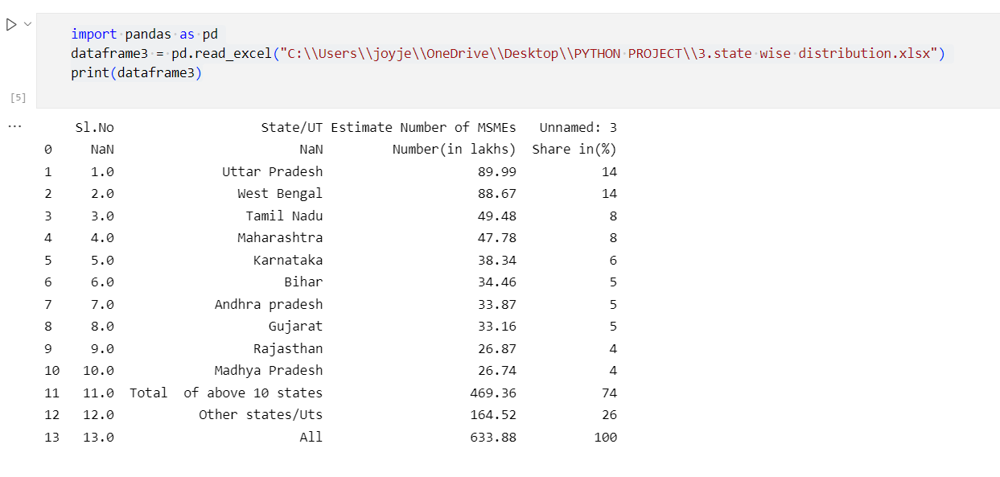 import pandas as pd
dataframe3 = pd.read_excel("C:\\Users\\joyje\\OneDrive\\Desktop\\PYTHON PROJECT\\3.state wise distribution.xlsx")
print(dataframe3)
[5]
...
Sl.No State/UT Estimate Number of MSMEs Unnamed: 3
0 NaN NaN Number(in lakhs) Share in(%)
1 1.0 Uttar Pradesh 89.99 14
2 2.0 West Bengal 88.67 14
3 3.0 Tamil Nadu 49.48 8
4 4.0 Maharashtra 47.78 8
5 5.0 Karnataka 38.34 6
6 6.0 Bihar 34.46 5
7 7.0 Andhra pradesh 33.87 5
8 8.0 Gujarat 33.16 5
9 9.0 Rajasthan 26.87 4
10 10.0 Madhya Pradesh 26.74 4
11 11.0 Total  of above 10 states 469.36 74
12 12.0 Other states/Uts 164.52 26
13 13.0 All 633.88 100